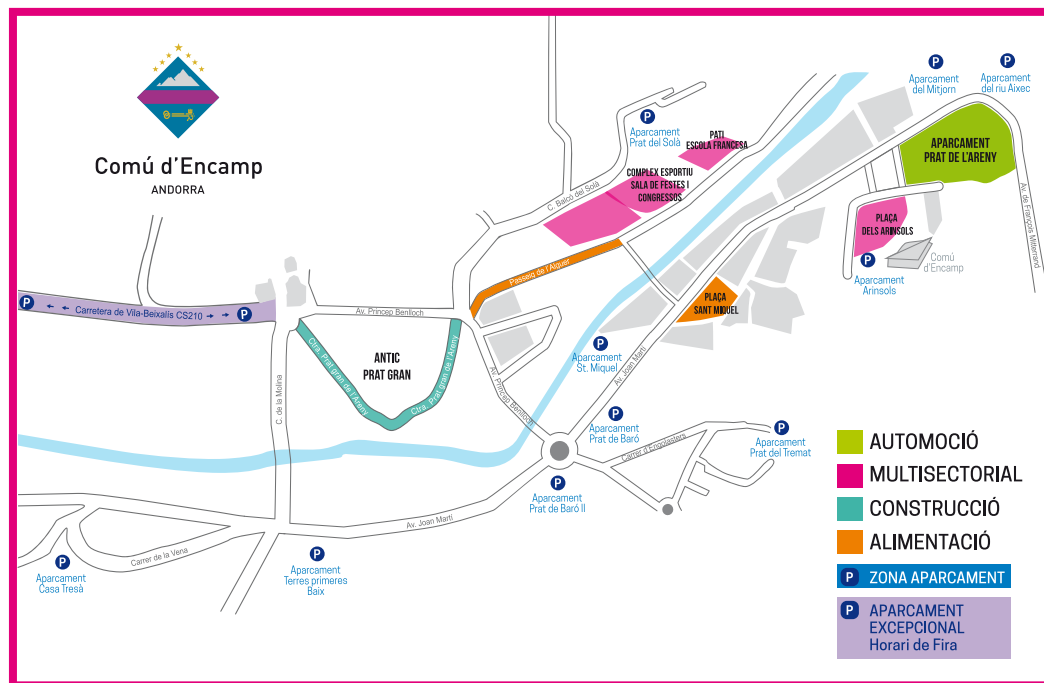 Comú d'Encamp
ANDORRA
P
Aparcament
del Mitjorn
P
Aparcament
del riu Aixec
P
Aparcament
Prat del Solà
PATI
ESCOLA FRANCESA
APARCAMENT
PRAT DE L'ARENY
COMPLEX ESPORTIU
SALA DE FESTES I
CONGRESSOS
C. Balcó del Solà
Av. de François Mitterrand
PLAÇA
DELS ARINSOLS
Comú
d'Encamp
P
Aparcament
Arinsols
Passeig de l'Alguer
P
Carretera de Vila-Beixalís CS210
P
Av. Príncep Benlloch
PLAÇA
SANT MIQUEL
ANTIC
PRAT GRAN
Ctra. Prat gran de l'Areny
Ctra. Prat gran de l'Areny
C. de la Molina
Av. Príncep Benlloch
P
Aparcament
St. Miquel
Av. Joan Martí
P
Aparcament
Prat de Baró
Carrer d'Engolasters
P
Aparcament
Prat del Tremat
P
Aparcament
Prat de Baró II
Av. Joan Martí
Carrer de la Vena
P
Aparcament
Casa Tresà
P
Aparcament
Terres primeres
Baix
AUTOMOCIÓ
MULTISECTORIAL
CONSTRUCCIÓ
ALIMENTACIÓ
P ZONA APARCAMENT
P APARCAMENT
EXCEPCIONAL
Horari de Fira